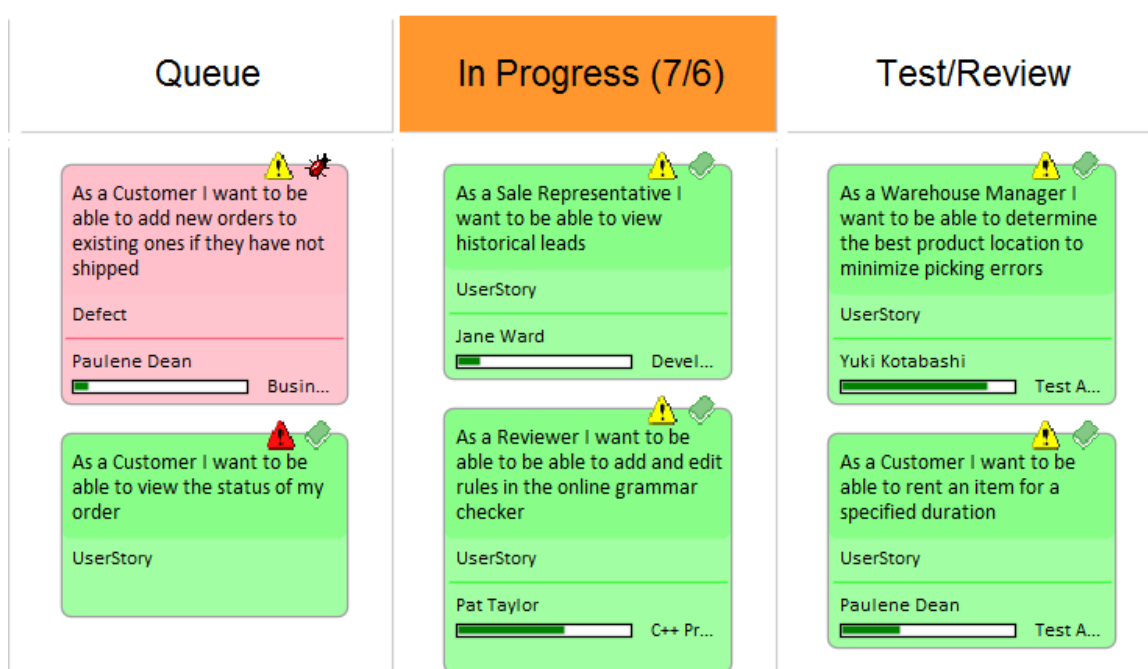 Queue
In Progress (7/6)
Test/Review
As a Customer I want to be
able to add new orders to
existing ones if they have not
shipped
Defect
Paulene Dean
Busin...
As a Customer I want to be
able to view the status of my
order
UserStory
As a Sale Representative I
want to be able to view
historical leads
UserStory
Jane Ward
Devel...
As a Reviewer I want to be
able to be able to add and edit
rules in the online grammar
checker
UserStory
Pat Taylor
C++ Pr...
As a Warehouse Manager I
want to be able to determine
the best product location to
minimize picking errors
UserStory
Yuki Kotabashi
Test A...
As a Customer I want to be
able to rent an item for a
specified duration
UserStory
Paulene Dean
Test A...